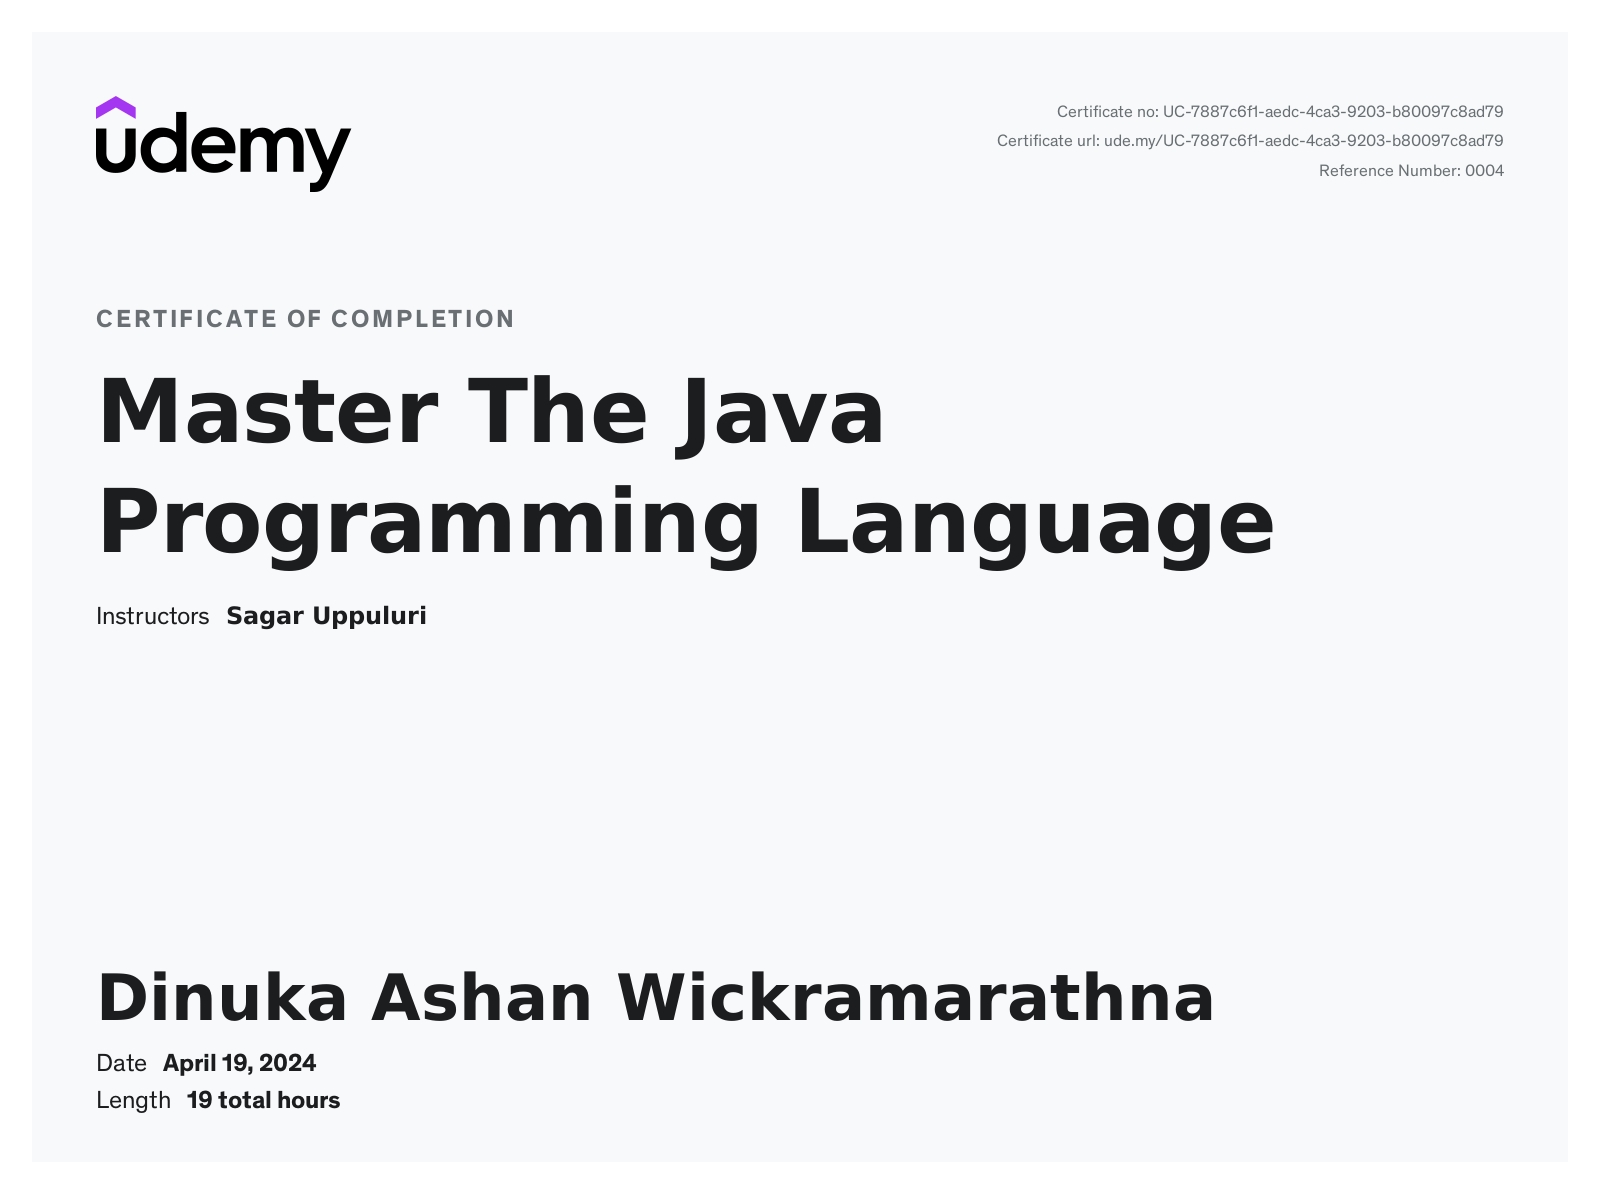 udemy
Certificate no: UC-7887c6f1-aedc-4ca3-9203-b80097c8ad79
Certificate url: ude.my/UC-7887c6f1-aedc-4ca3-9203-b80097c8ad79
Reference Number: 0004
CERTIFICATE OF COMPLETION
Master The Java
Programming Language
Instructors Sagar Uppuluri
Dinuka Ashan Wickramarathna
Date April 19, 2024
Length 19 total hours